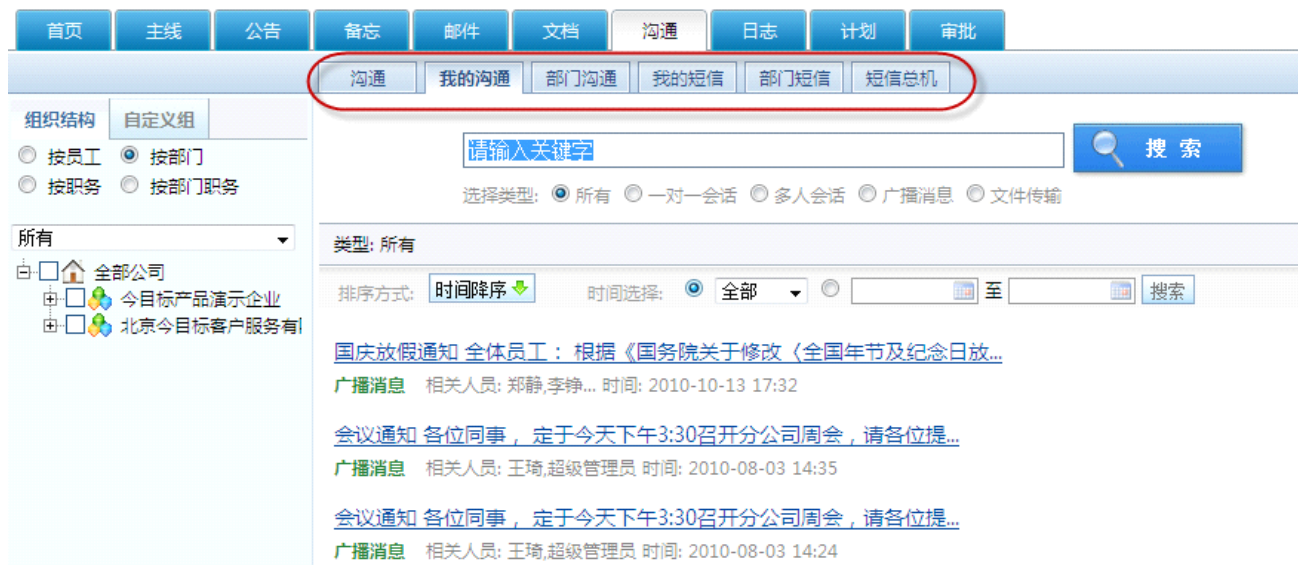 首页 主线 公告 备忘 邮件 文档 沟通 日志 计划 审批
沟通 我的沟通 部门沟通 我的短信 部门短信 短信总机
组织结构 自定义组
按员工 按部门
按职务 按部门职务
所有
全部公司
今目标产品演示企业
北京今目标客户服务有
请输入关键字 搜 索
选择类型: 所有 一对一会话 多人会话 广播消息 文件传输
类型: 所有
排序方式: 时间降序 时间选择: 全部 至 搜索
国庆放假通知 全体员工： 根据《国务院关于修改〈全国年节及纪念日放...
广播消息 相关人员: 郑静,李铮... 时间: 2010-10-13 17:32
会议通知 各位同事， 定于今天下午3:30召开分公司周会，请各位提...
广播消息 相关人员: 王琦,超级管理员 时间: 2010-08-03 14:35
会议通知 各位同事， 定于今天下午3:30召开分公司周会，请各位提...
广播消息 相关人员: 王琦,超级管理员 时间: 2010-08-03 14:24